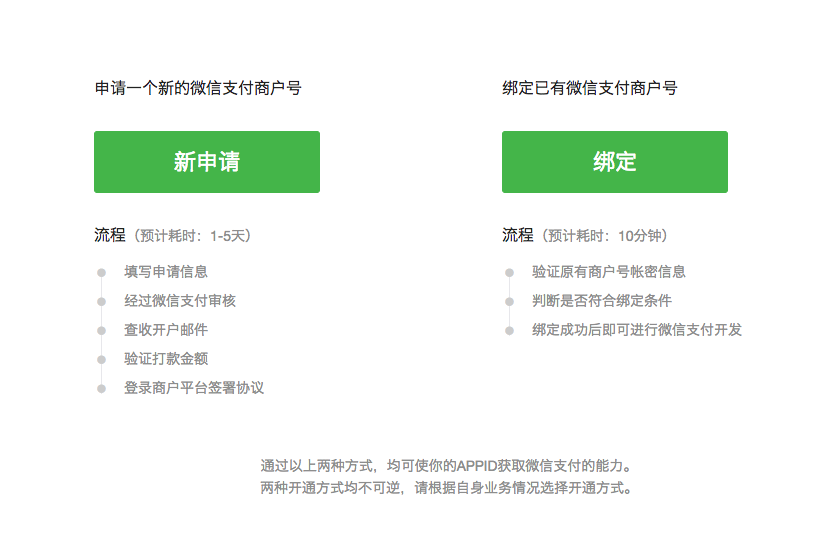 申请一个新的微信支付商户号
新申请
流程（预计耗时：1-5天）
填写申请信息
经过微信支付审核
查收开户邮件
验证打款金额
登录商户平台签署协议
绑定已有微信支付商户号
绑定
流程（预计耗时：10分钟）
验证原有商户号帐密信息
判断是否符合绑定条件
绑定成功后即可进行微信支付开发
通过以上两种方式，均可使你的APPID获取微信支付的能力。
两种开通方式均不可逆，请根据自身业务情况选择开通方式。